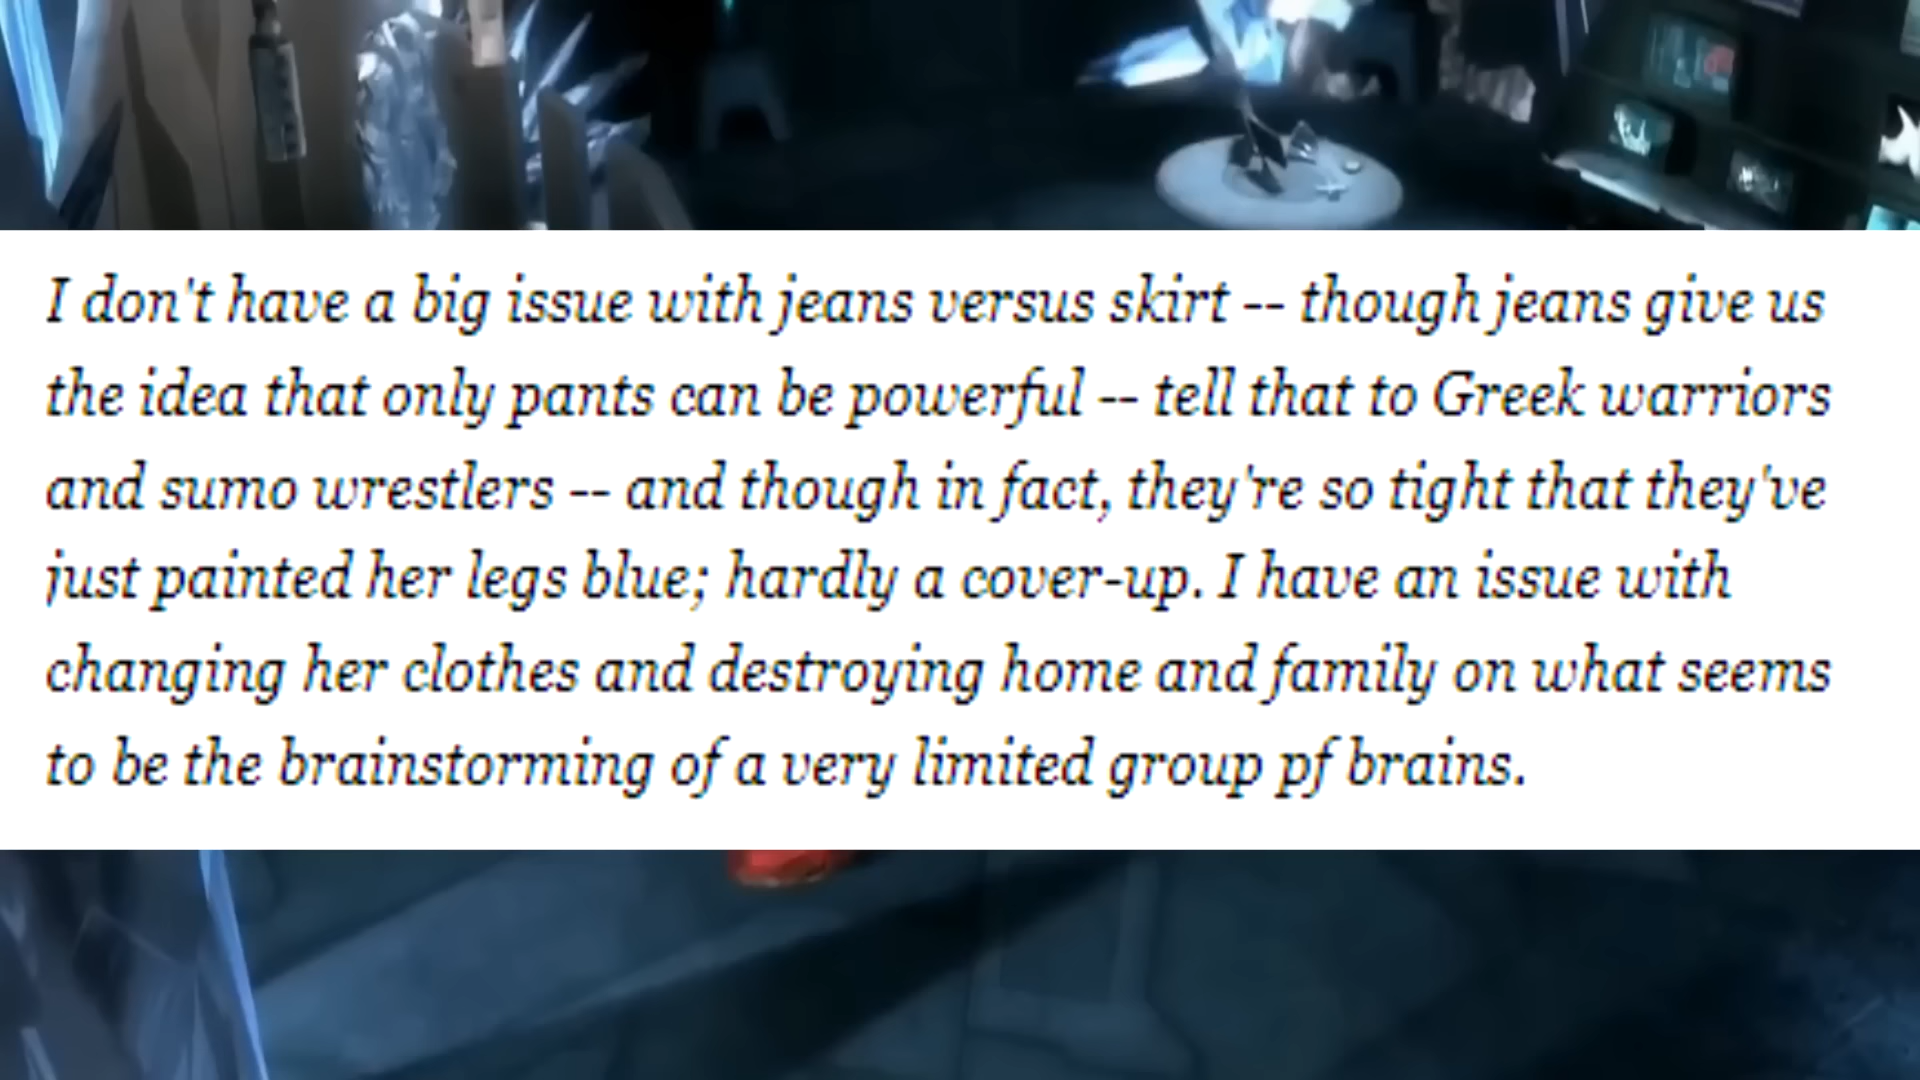 I don't have a big issue with jeans versus skirt -- though jeans give us
the idea that only pants can be powerful -- tell that to Greek warriors
and sumo wrestlers -- and though in fact, they're so tight that they've
just painted her legs blue; hardly a cover-up. I have an issue with
changing her clothes and destroying home and family on what seems
to be the brainstorming of a very limited group pf brains.